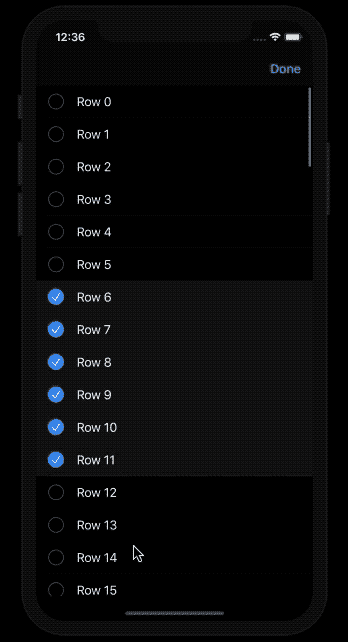 12:36
Done
Row 0
Row 1
Row 2
Row 3
Row 4
Row 5
Row 6
Row 7
Row 8
Row 9
Row 10
Row 11
Row 12
Row 13
Row 14
Row 15